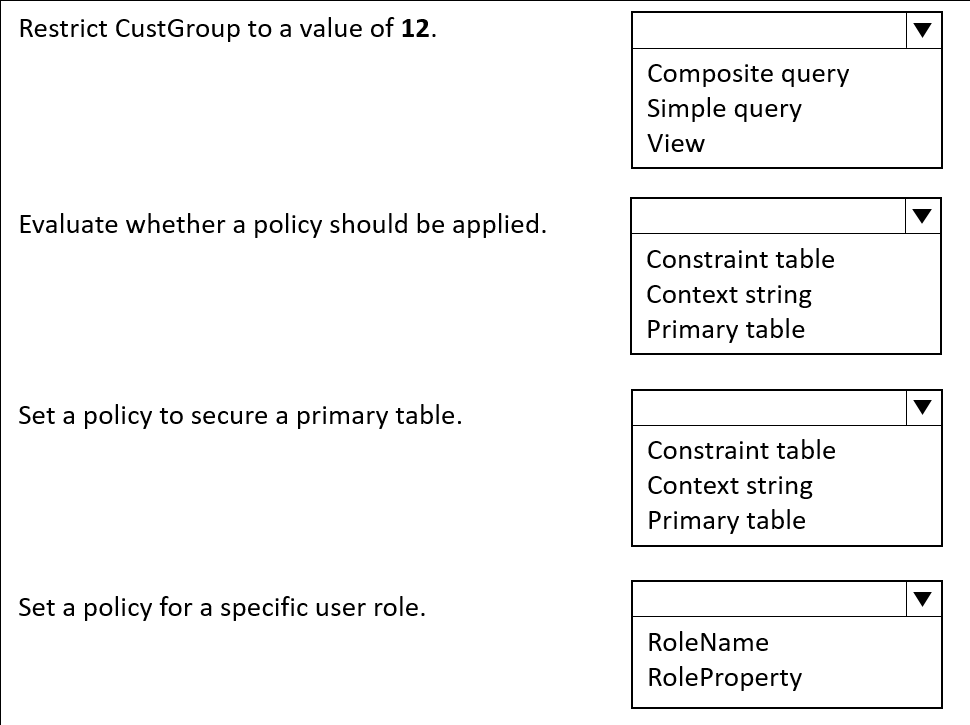 Restrict CustGroup to a value of 12.
Composite query
Simple query
View
Evaluate whether a policy should be applied.
Constraint table
Context string
Primary table
Set a policy to secure a primary table.
Constraint table
Context string
Primary table
Set a policy for a specific user role.
RoleName
RoleProperty